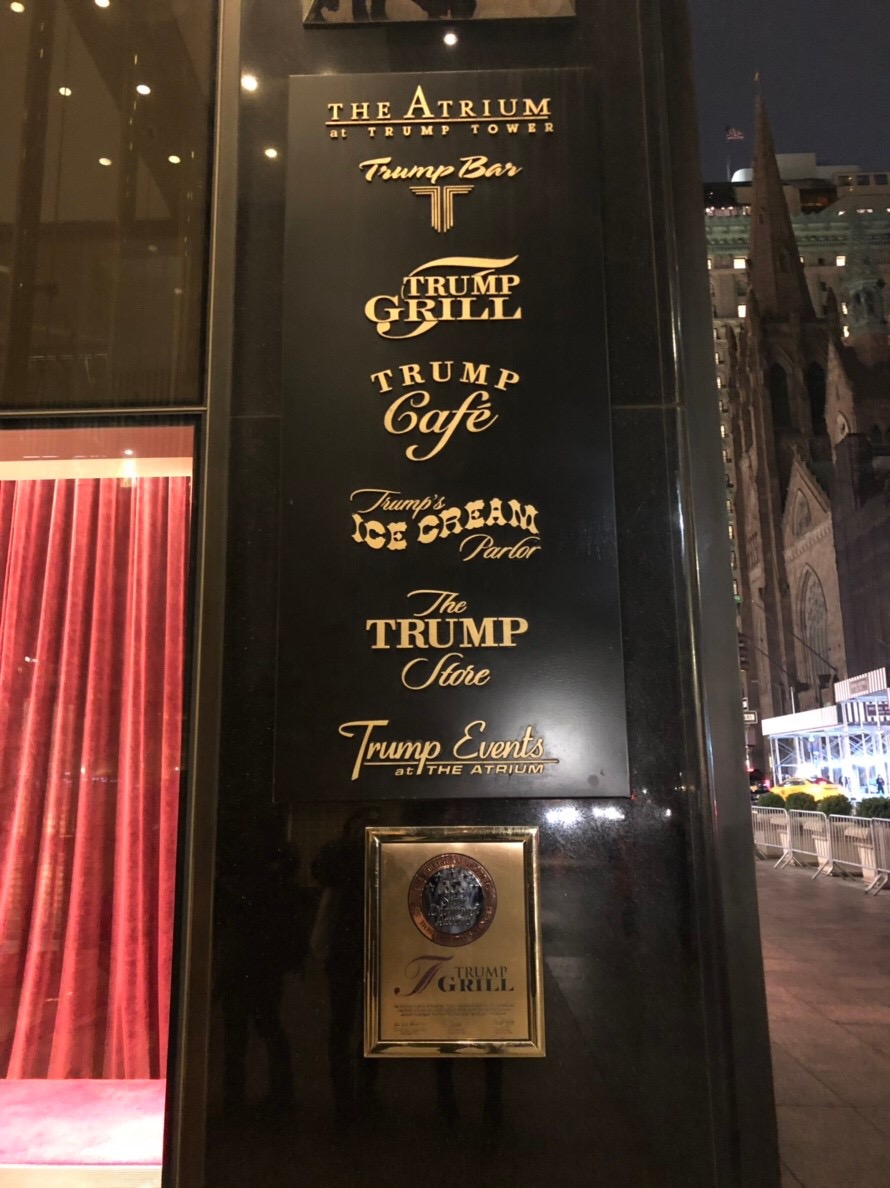 THE ATRIUM
at TRUMP TOWER
Trump Bar
T
TRUMP
GRILL
TRUMP
Café
Trump's
ICE CREAM
Parlor
The
TRUMP
Store
Trump Events
at THE ATRIUM
T TRUMP
GRILL